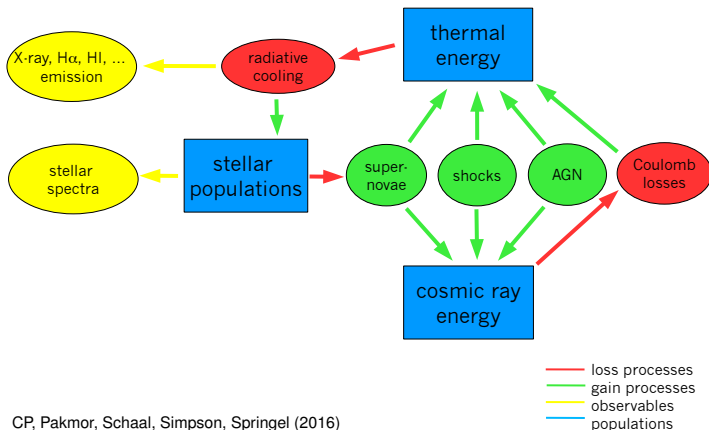 thermal
energy
X-ray, Hα, HI, ...
emission
radiative
cooling
stellar
spectra
stellar
populations
super-
novae
shocks
AGN
Coulomb
losses
cosmic ray
energy
loss processes
gain processes
observables
populations
CP, Pakmor, Schaal, Simpson, Springel (2016)